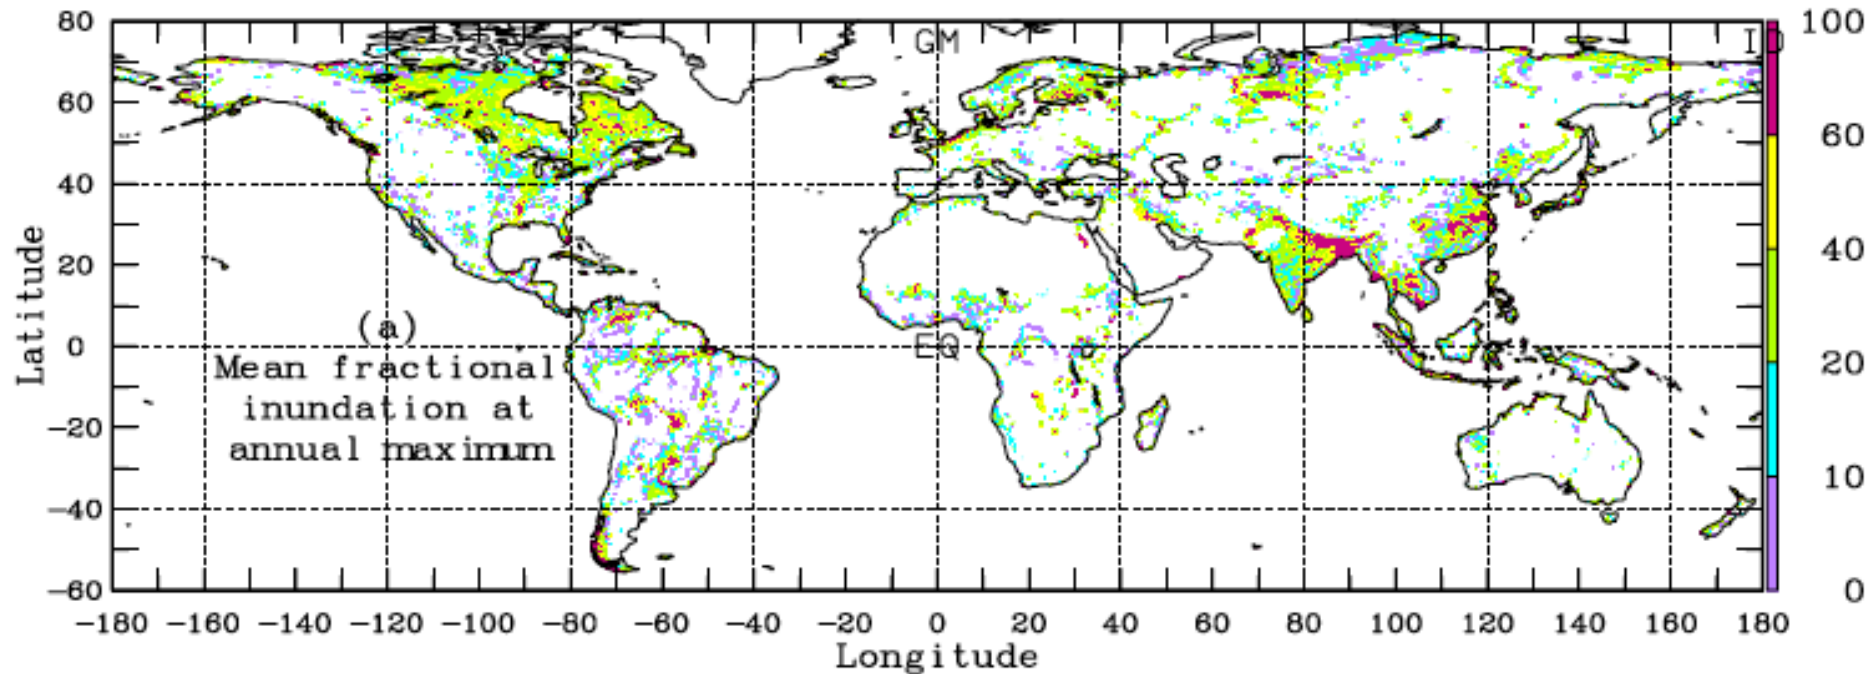 80
60
40
20
0
−20
−40
−60
Latitude
GM
I
EQ
(a)
Mean fractional
inundation at
annual maximum
100
60
40
20
10
0
−180 −160 −140 −120 −100 −80 −60 −40 −20 0 20 40 60 80 100 120 140 160 180
Longitude